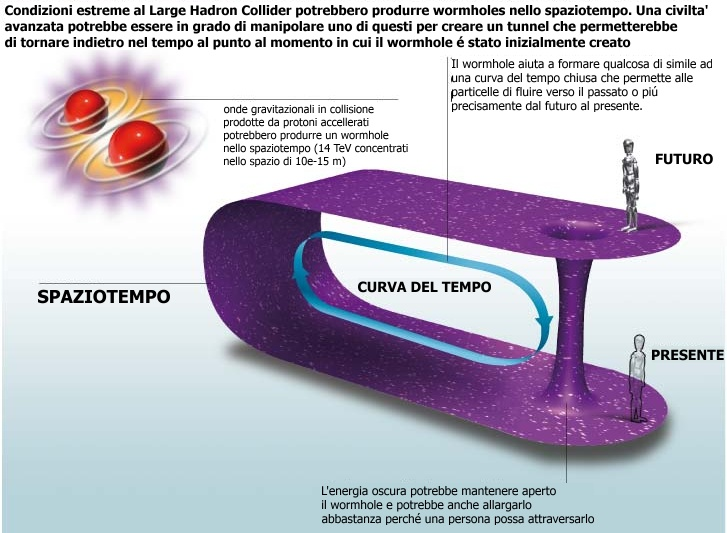 Condizioni estreme al Large Hadron Collider potrebbero produrre wormholes nello spaziotempo. Una civilta'
avanzata potrebbe essere in grado di manipolare uno di questi per creare un tunnel che permetterebbe
di tornare indietro nel tempo al punto al momento in cui il wormhole é stato inizialmente creato
Il wormhole aiuta a formare qualcosa di simile ad
una curva del tempo chiusa che permette alle
particelle di fluire verso il passato o piú
precisamente dal futuro al presente.
onde gravitazionali in collisione
prodotte da protoni accellerati
potrebbero produrre un wormhole
nello spaziotempo (14 TeV concentrati
nello spazio di 10e-15 m)
FUTURO
CURVA DEL TEMPO
SPAZIOTEMPO
PRESENTE
L'energia oscura potrebbe mantenere aperto
il wormhole e potrebbe anche allargarlo
abbastanza perché una persona possa attraversarlo